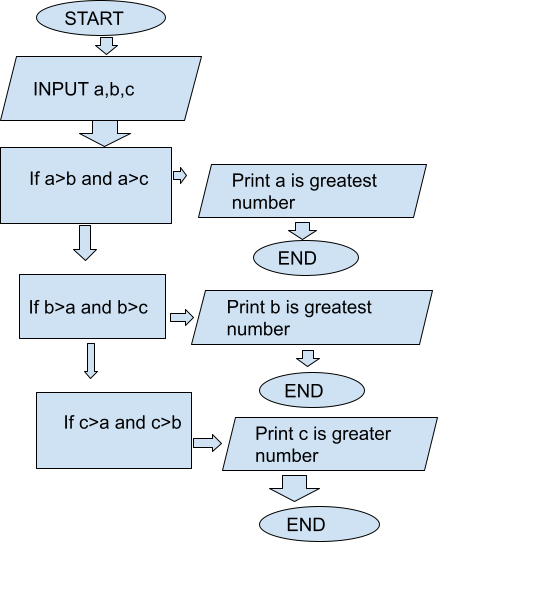 START
INPUT a,b,c
If a>b and a>c
Print a is greatest
number
END
If b>a and b>c
Print b is greatest
number
END
If c>a and c>b
Print c is greater
number
END